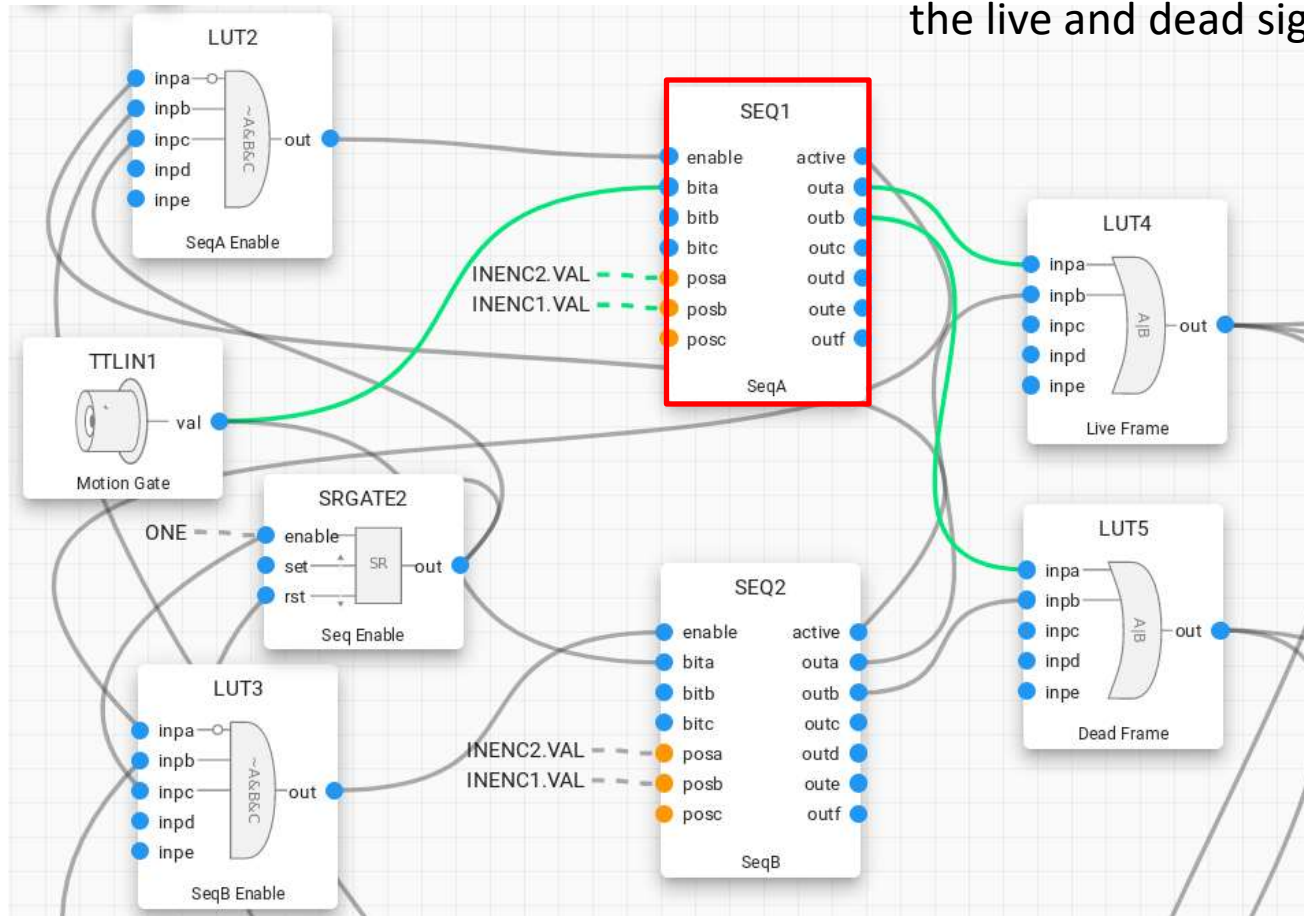 the live and dead sig
LUT2
inpa
inpb
inpc
inpd
inpe
~A&B&C
out
SeqA Enable
SEQ1
enable
bita
bitb
bitc
posa
posb
posc
active
outa
outb
outc
outd
oute
outf
INENC2.VAL
INENC1.VAL
SeqA
LUT4
inpa
inpb
inpc
inpd
inpe
A|B
out
Live Frame
TTLIN1
val
Motion Gate
SRGATE2
ONE
enable
set
rst
SR
out
Seq Enable
LUT5
inpa
inpb
inpc
inpd
inpe
A|B
out
Dead Frame
SEQ2
enable
bita
bitb
bitc
posa
posb
posc
active
outa
outb
outc
outd
oute
outf
INENC2.VAL
INENC1.VAL
SeqB
LUT3
inpa
inpb
inpc
inpd
inpe
~A&B&C
out
SeqB Enable